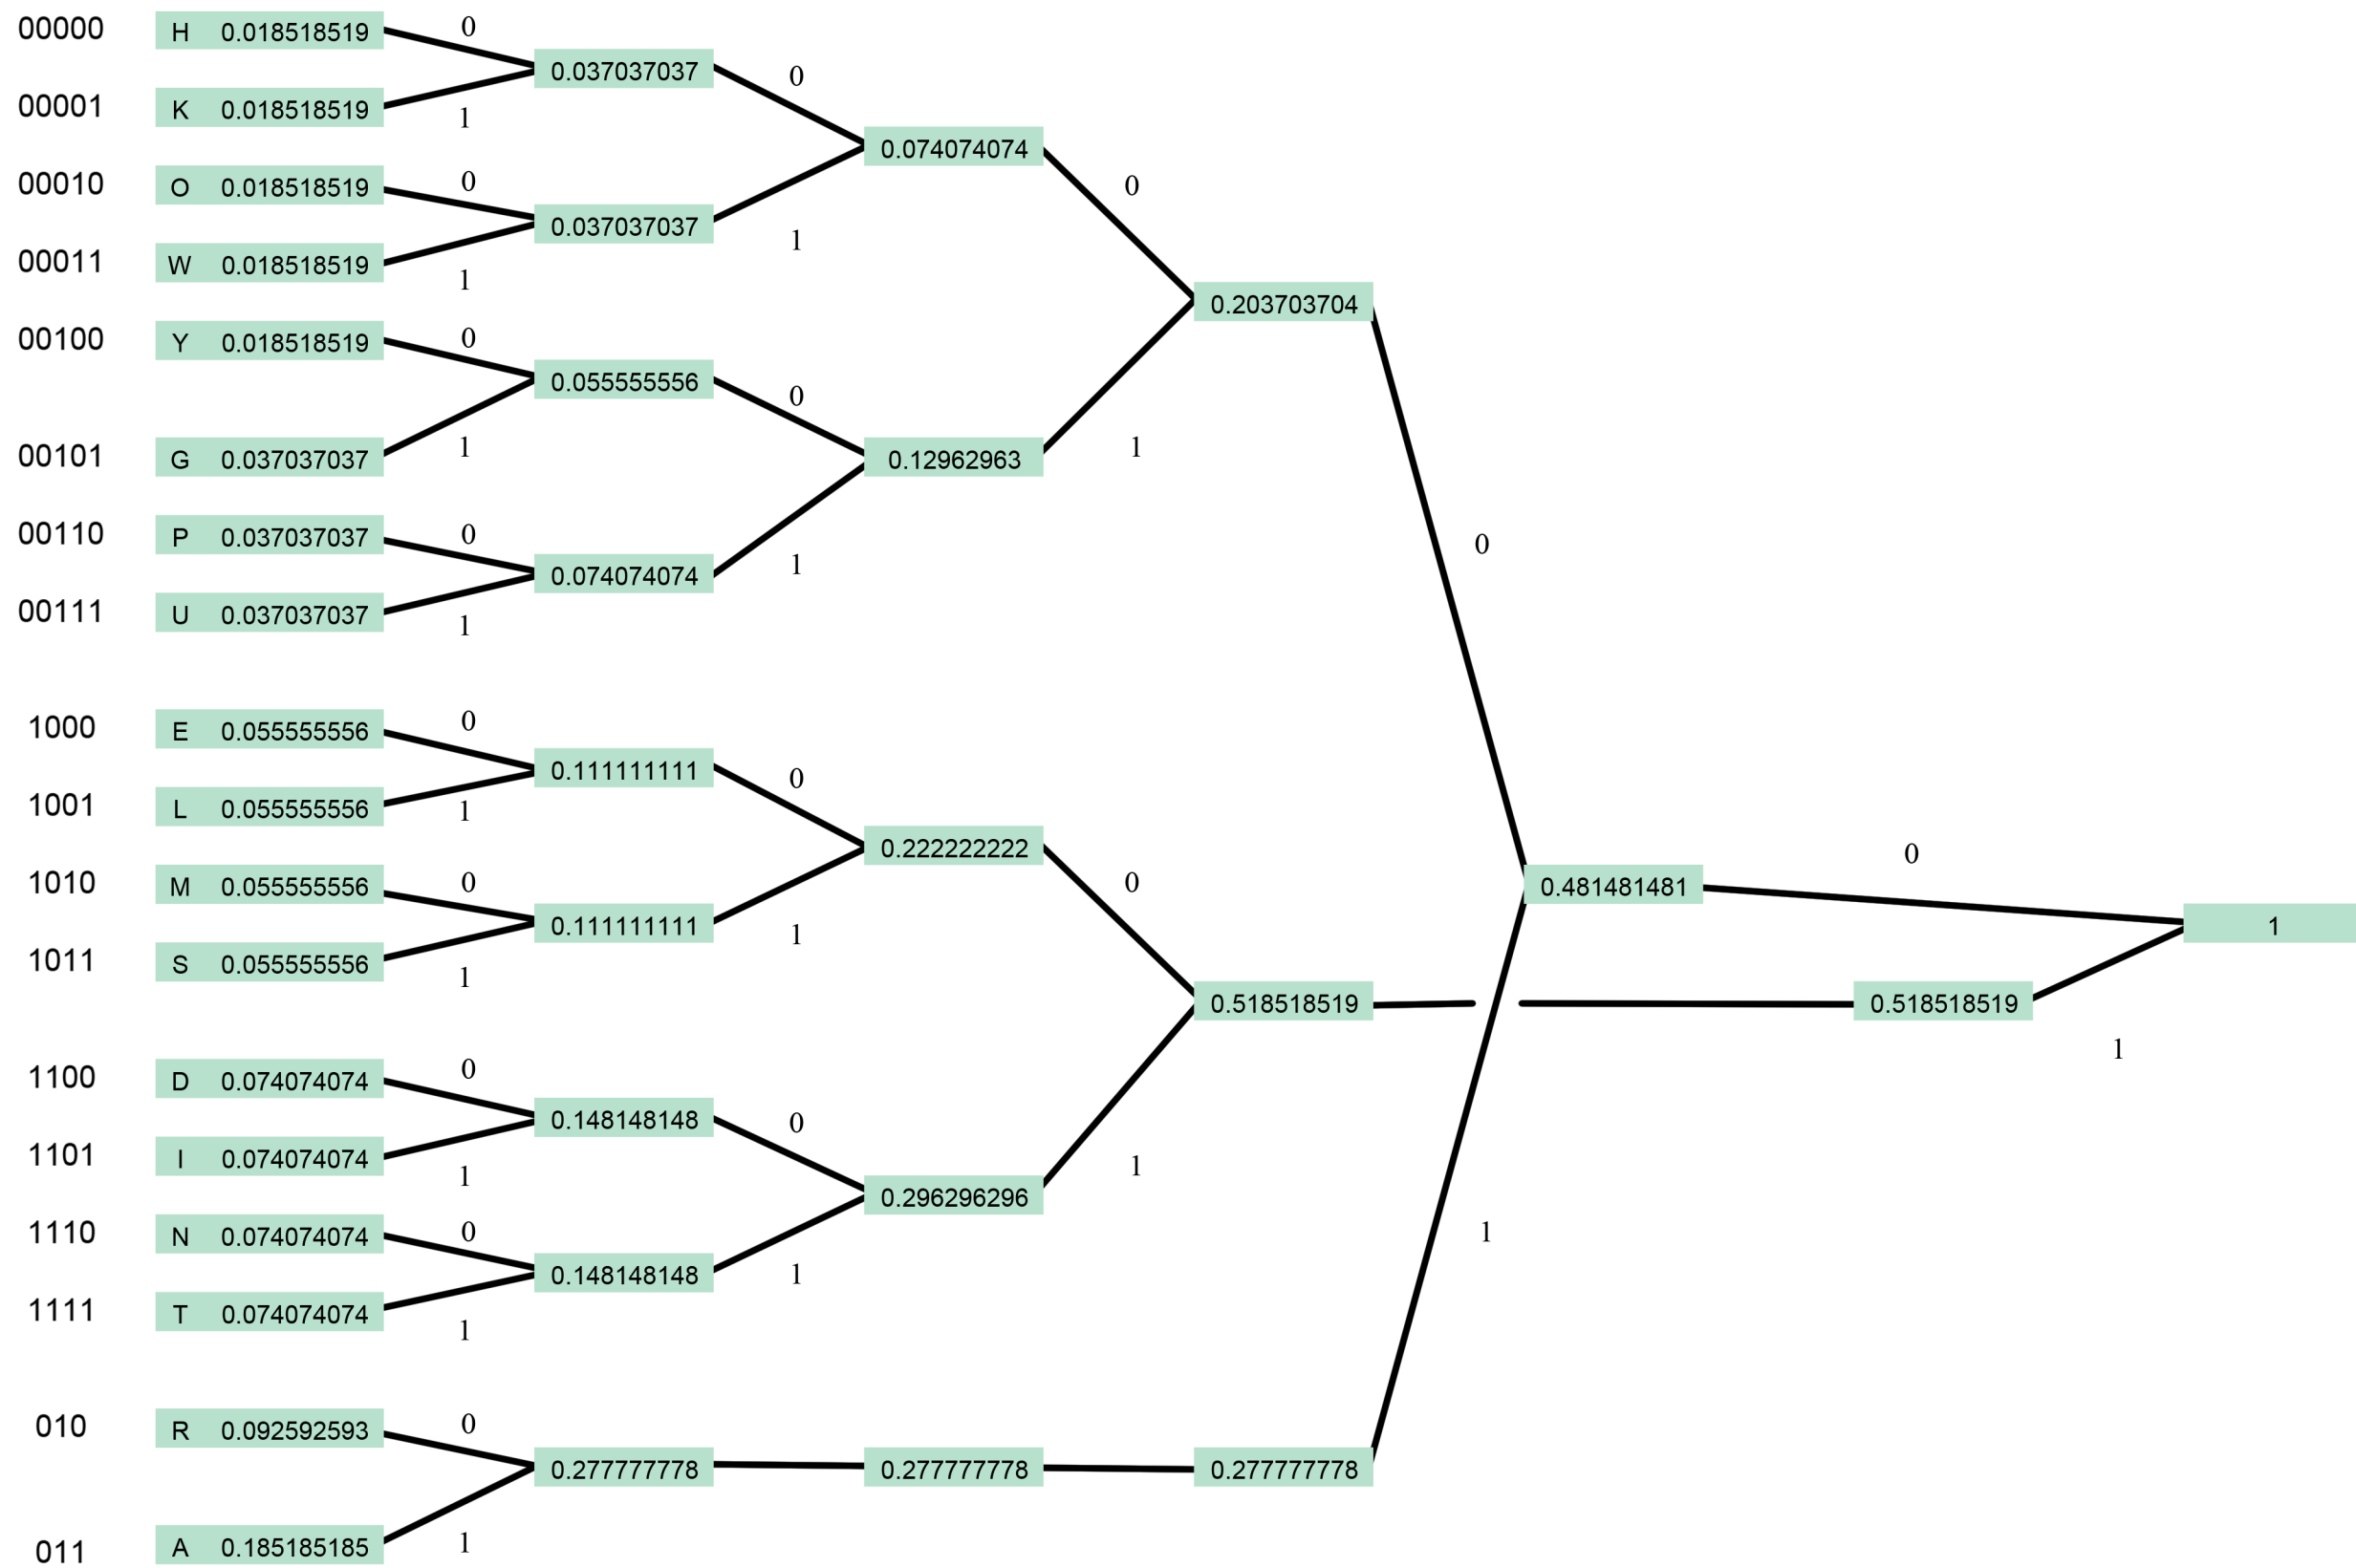 00000 H 0.018518519 0
0.037037037 0
00001 K 0.018518519 1
0.074074074 0
00010 O 0.018518519 0
0.037037037 1
00011 W 0.018518519 1
0.203703704 0
00100 Y 0.018518519 0
0.055555556 0
00101 G 0.037037037 1
0.12962963 1
00110 P 0.037037037 0
0.074074074 1
00111 U 0.037037037 1
1000 E 0.055555556 0
0.111111111 0
1001 L 0.055555556 1
0.222222222 0
1010 M 0.055555556 0
0.481481481 0
0.111111111 1
1
1011 S 0.055555556 1
0.518518519 0.518518519 1
1100 D 0.074074074 0
0.148148148 0
1101 I 0.074074074 1
0.296296296 1
1110 N 0.074074074 0
0.148148148 1
1111 T 0.074074074 1
010 R 0.092592593 0
0.277777778 0.277777778 0.277777778 1
011 A 0.185185185 1